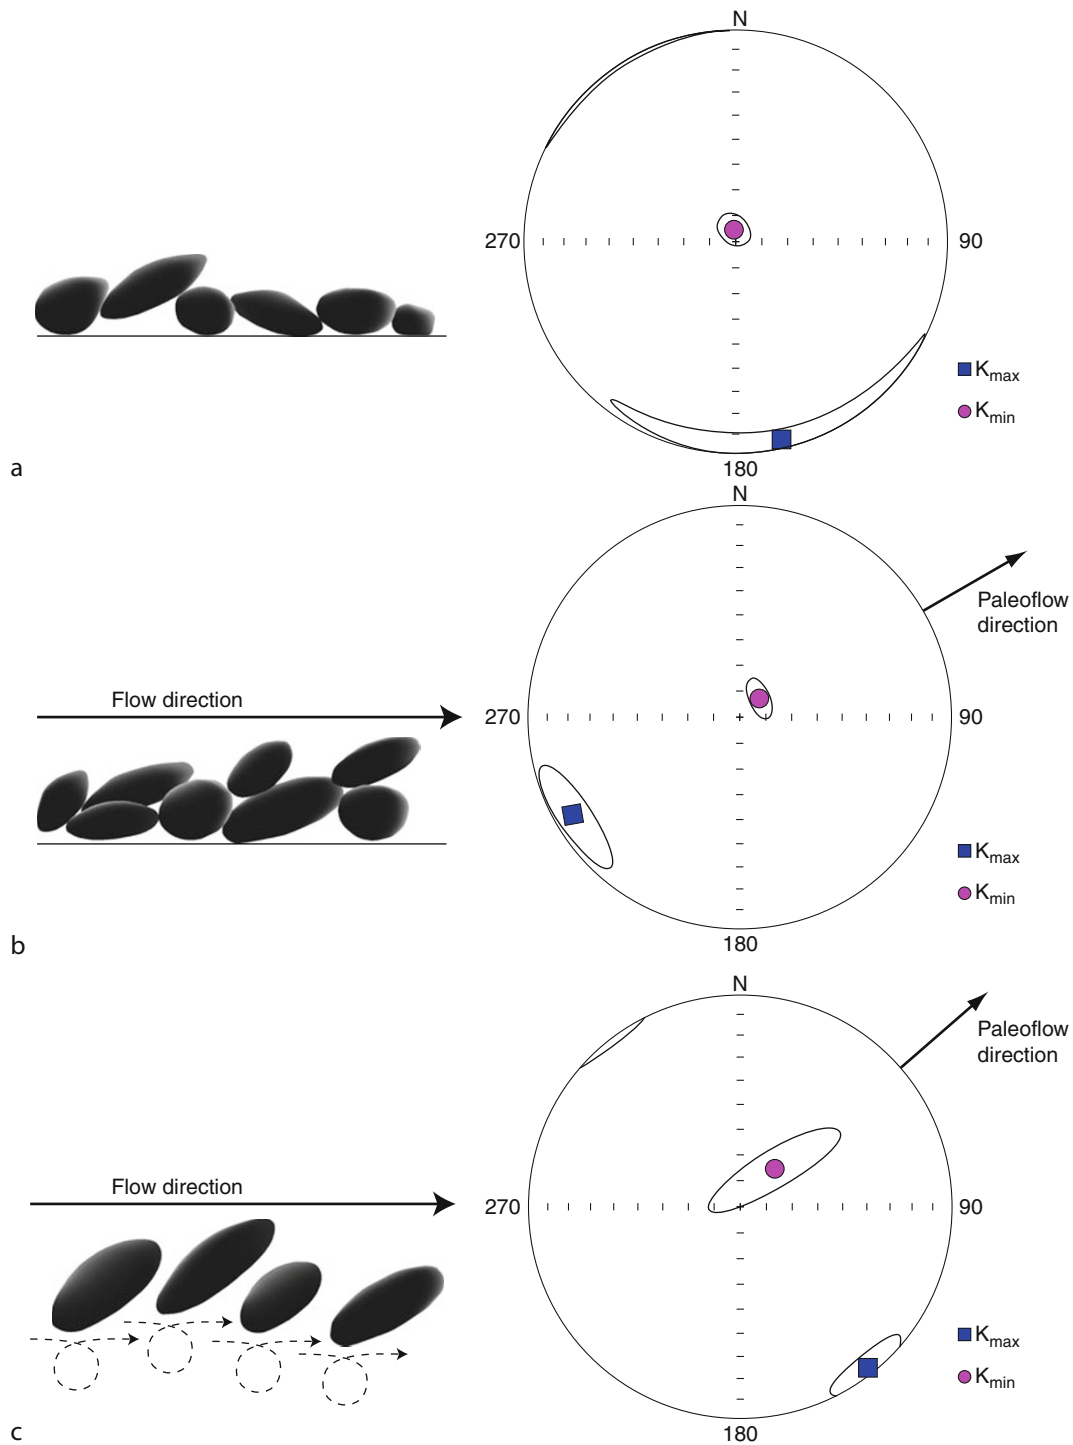 N
270
90
Kmax
Kmin
180
a
N
Paleoflow
direction
Flow direction
270
90
Kmax
Kmin
180
b
N
Paleoflow
direction
Flow direction
270
90
Kmax
Kmin
180
c